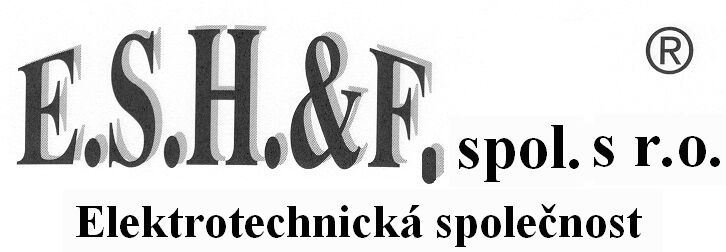 E.S.H.&F., spol. s r.o. ®
Elektrotechnická společnost